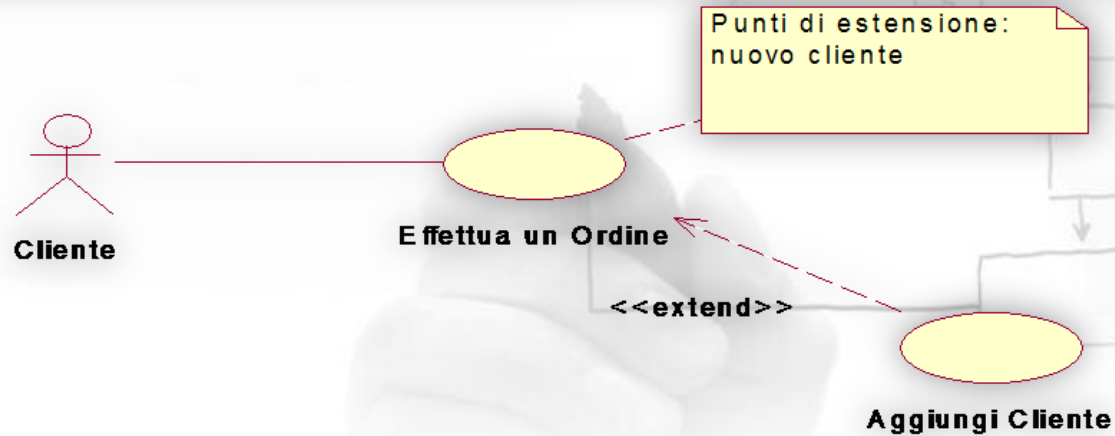 Punti di estensione:
nuovo cliente
Cliente
Effettua un Ordine
<<extend>>
Aggiungi Cliente